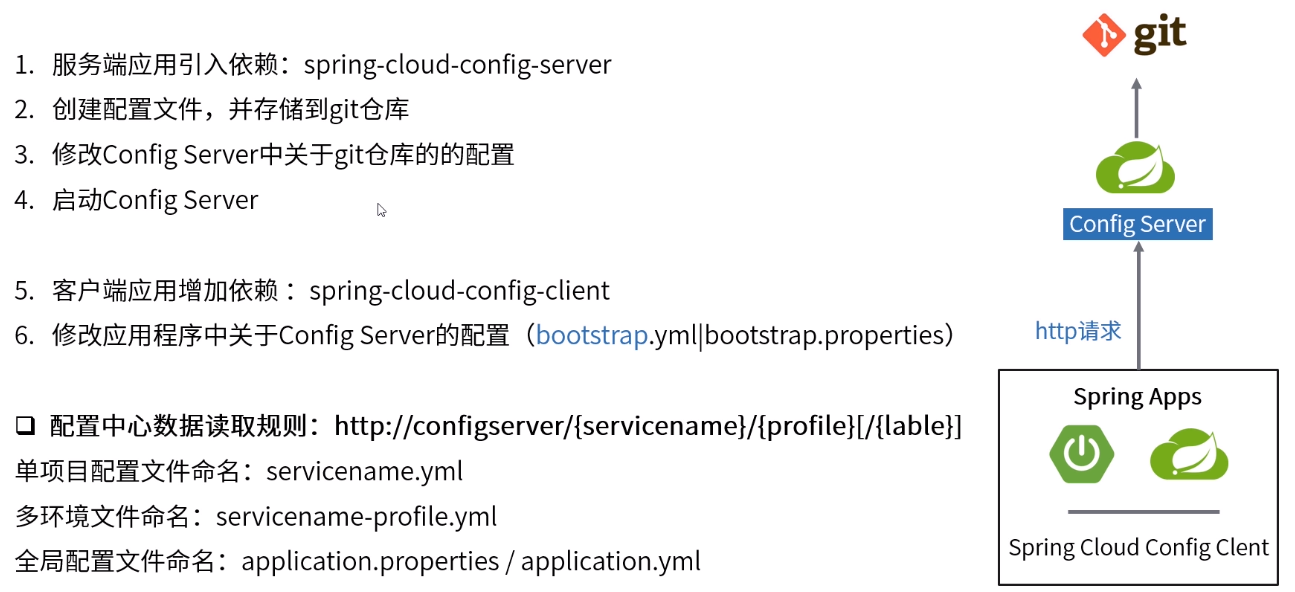 1. 服务端应用引入依赖：spring-cloud-config-server
2. 创建配置文件，并存储到git仓库
3. 修改Config Server中关于git仓库的的配置
4. 启动Config Server
5. 客户端应用增加依赖 ：spring-cloud-config-client
6. 修改应用程序中关于Config Server的配置（bootstrap.yml|bootstrap.properties）
❑ 配置中心数据读取规则：http://configserver/{servicename}/{profile}[/{lable}]
单项目配置文件命名：servicename.yml
多环境文件命名：servicename-profile.yml
全局配置文件命名：application.properties / application.yml
git
Config Server
http请求
Spring Apps
Spring Cloud Config Clent